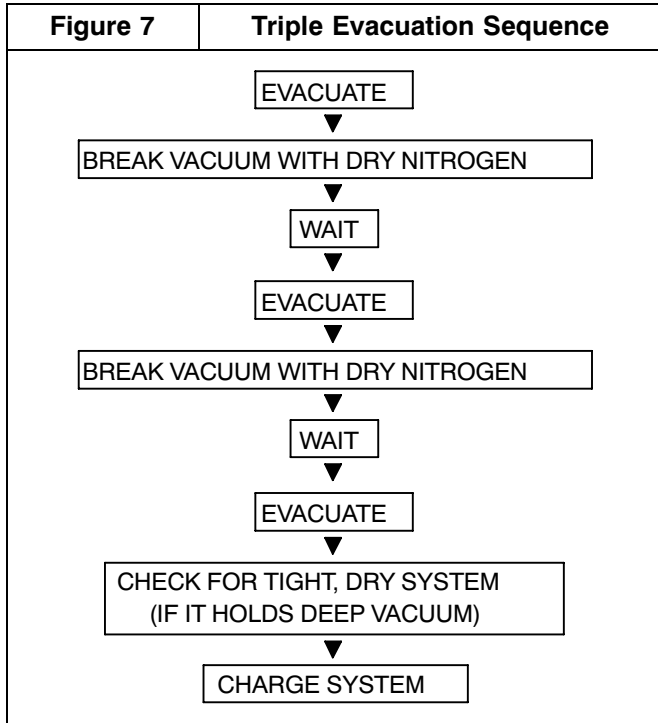 Figure 7 Triple Evacuation Sequence
EVACUATE
BREAK VACUUM WITH DRY NITROGEN
WAIT
EVACUATE
BREAK VACUUM WITH DRY NITROGEN
WAIT
EVACUATE
CHECK FOR TIGHT, DRY SYSTEM
(IF IT HOLDS DEEP VACUUM)
CHARGE SYSTEM